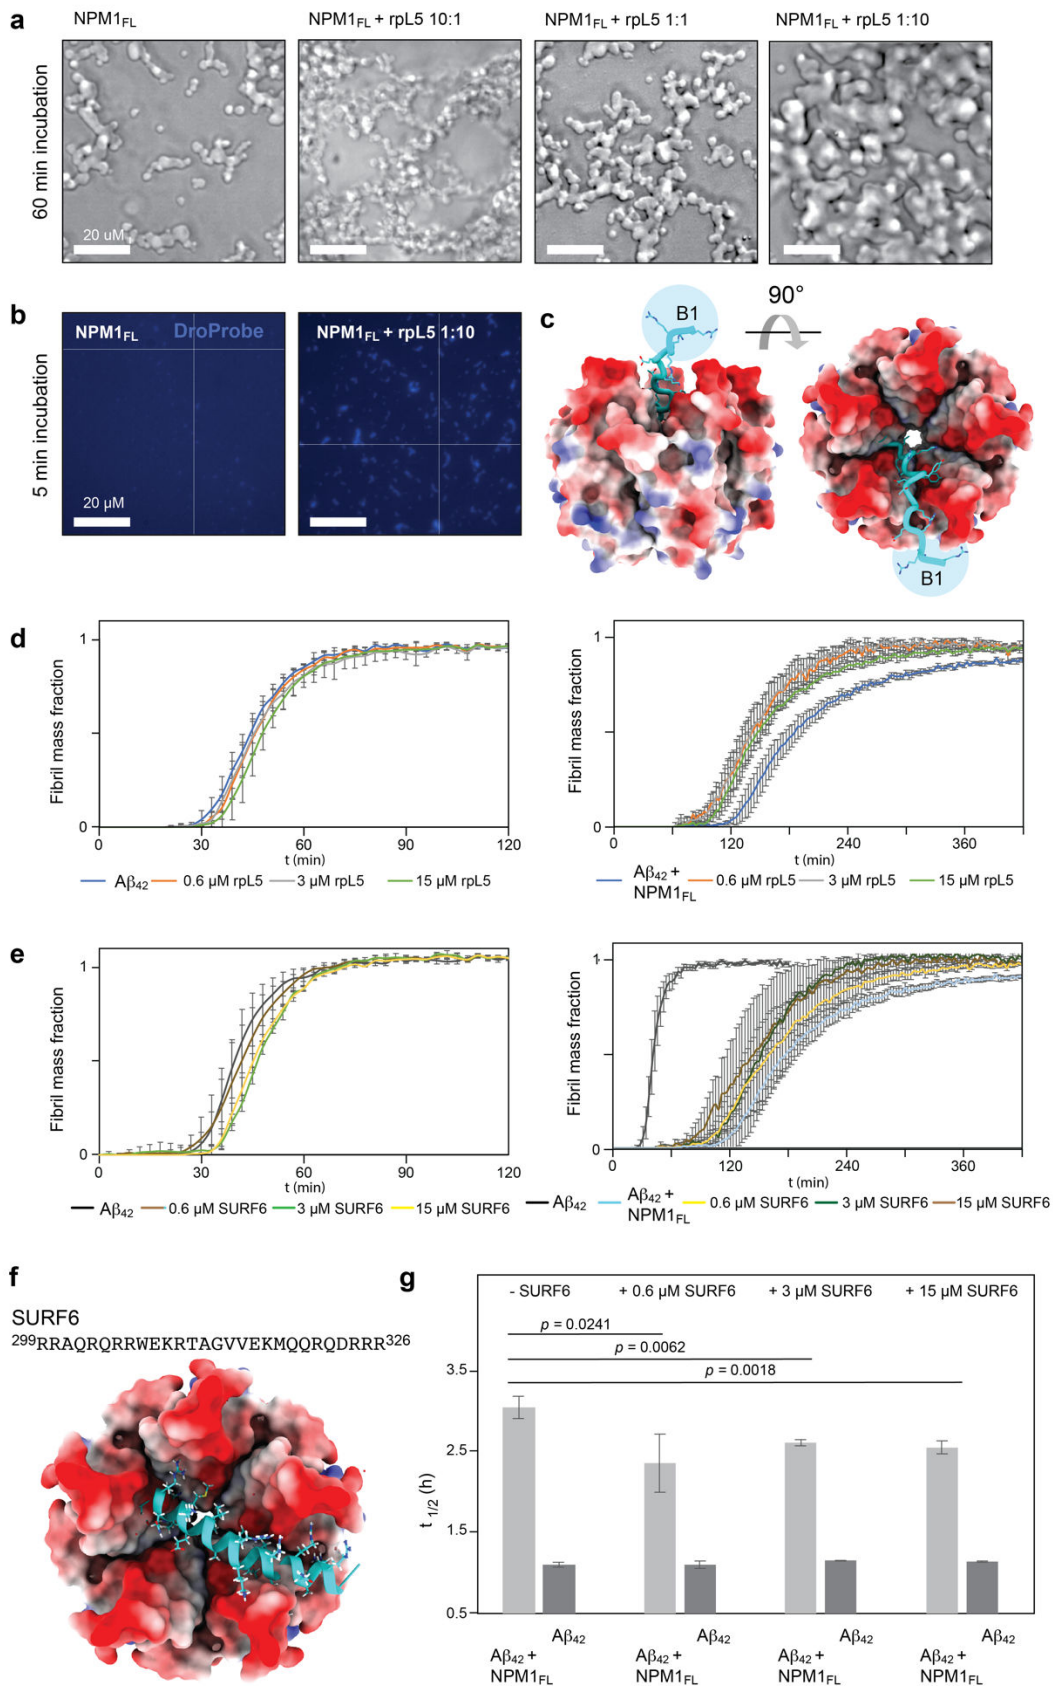 a
NPM1FL
NPM1FL + rpL5 10:1
NPM1FL + rpL5 1:1
NPM1FL + rpL5 1:10
60 min incubation
20 uM
b
NPM1FL
DroProbe
NPM1FL + rpL5 1:10
5 min incubation
20 µM
c
B1
90°
B1
d
Fibril mass fraction
1
0
0 30 60 90 120
t (min)
Aβ42 0.6 µM rpL5 3 µM rpL5 15 µM rpL5
Fibril mass fraction
1
0
0 120 240 360
t (min)
Aβ42 +
NPM1FL
0.6 µM rpL5 3 µM rpL5 15 µM rpL5
e
Fibril mass fraction
1
0
0 30 60 90 120
t (min)
Aβ42 0.6 µM SURF6 3 µM SURF6 15 µM SURF6
Fibril mass fraction
1
0
0 120 240 360
t (min)
Aβ42
Aβ42 +
NPM1FL
0.6 µM SURF6 3 µM SURF6 15 µM SURF6
f
SURF6
299RRAQRQRRWEKRTAGVVEKMQQRQDRRR326
g
- SURF6 + 0.6 µM SURF6 + 3 µM SURF6 + 15 µM SURF6
p = 0.0241
p = 0.0062
p = 0.0018
t 1/2 (h)
3.5
2.5
1.5
0.5
Aβ42 Aβ42 Aβ42 Aβ42
Aβ42 + Aβ42 + Aβ42 + Aβ42 +
NPM1FL NPM1FL NPM1FL NPM1FL